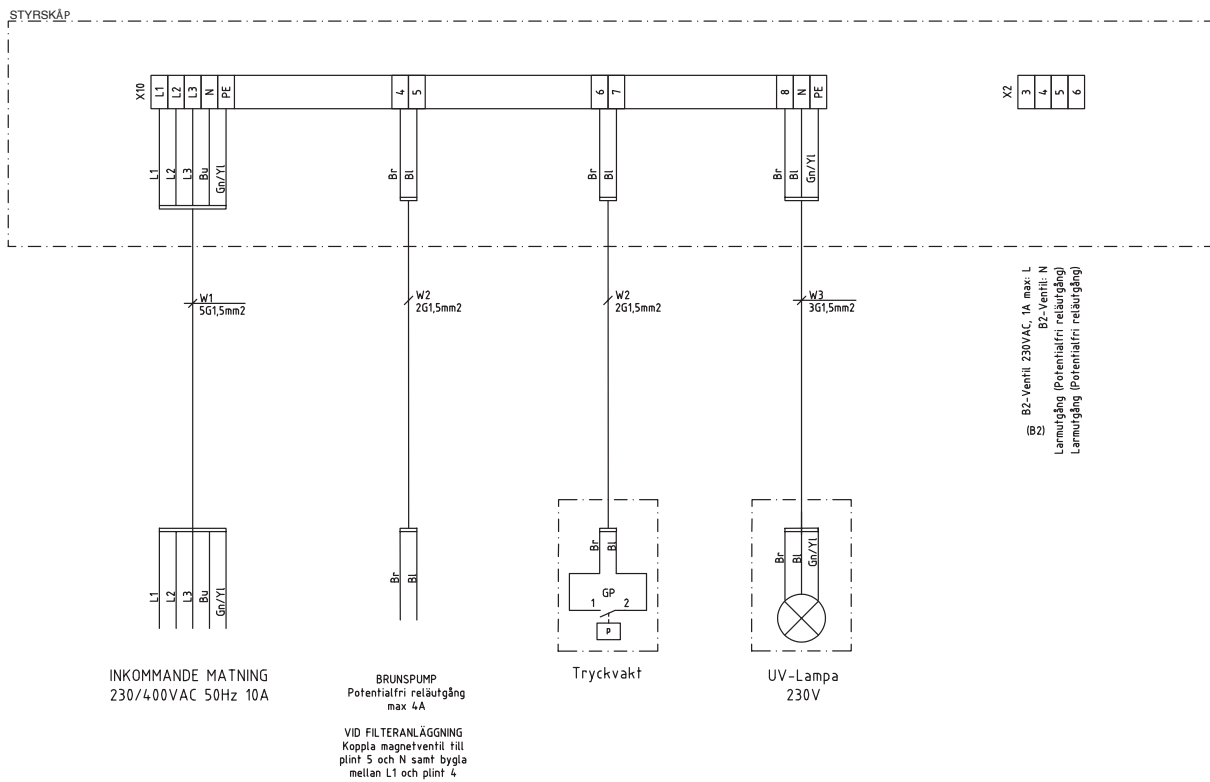 STYRSKÅP
X10
L1
L2
L3
N
PE
4
5
6
7
8
N
PE
X2
3
4
5
6
L1
L2
L3
Bu
Gn/Yl
Br
Bl
Br
Bl
Br
Bl
Gn/Yl
W1
5G1,5mm2
W2
2G1,5mm2
W2
2G1,5mm2
W3
3G1,5mm2
B2-Ventil 230VAC, 1A max: L
(B2) B2-Ventil: N
Larmutgång (Potentialfri reläutgång)
Larmutgång (Potentialfri reläutgång)
L1
L2
L3
Bu
Gn/Yl
Br
Bl
Br
Bl
GP
1
2
P
Br
Bl
Gn/Yl
INKOMMANDE MATNING
230/400VAC 50Hz 10A
BRUNSPUMP
Potentialfri reläutgång
max 4A
VID FILTERANLÄGGNING
Koppla magnetventil till
plint 5 och N samt bygla
mellan L1 och plint 4
Tryckvakt
UV-Lampa
230V